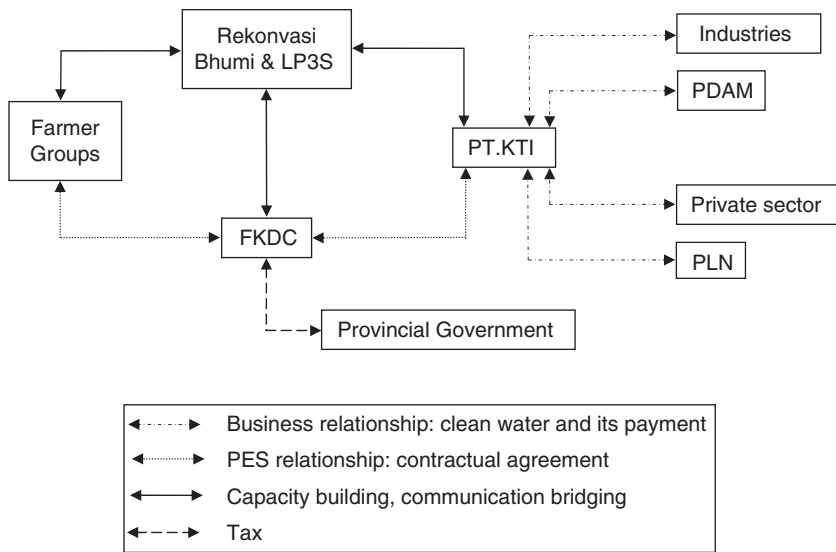 Rekonvasi
Bhumi & LP3S
Industries
PDAM
Farmer
Groups
PT.KTI
Private sector
FKDC
PLN
Provincial Government
Business relationship: clean water and its payment
PES relationship: contractual agreement
Capacity building, communication bridging
Tax